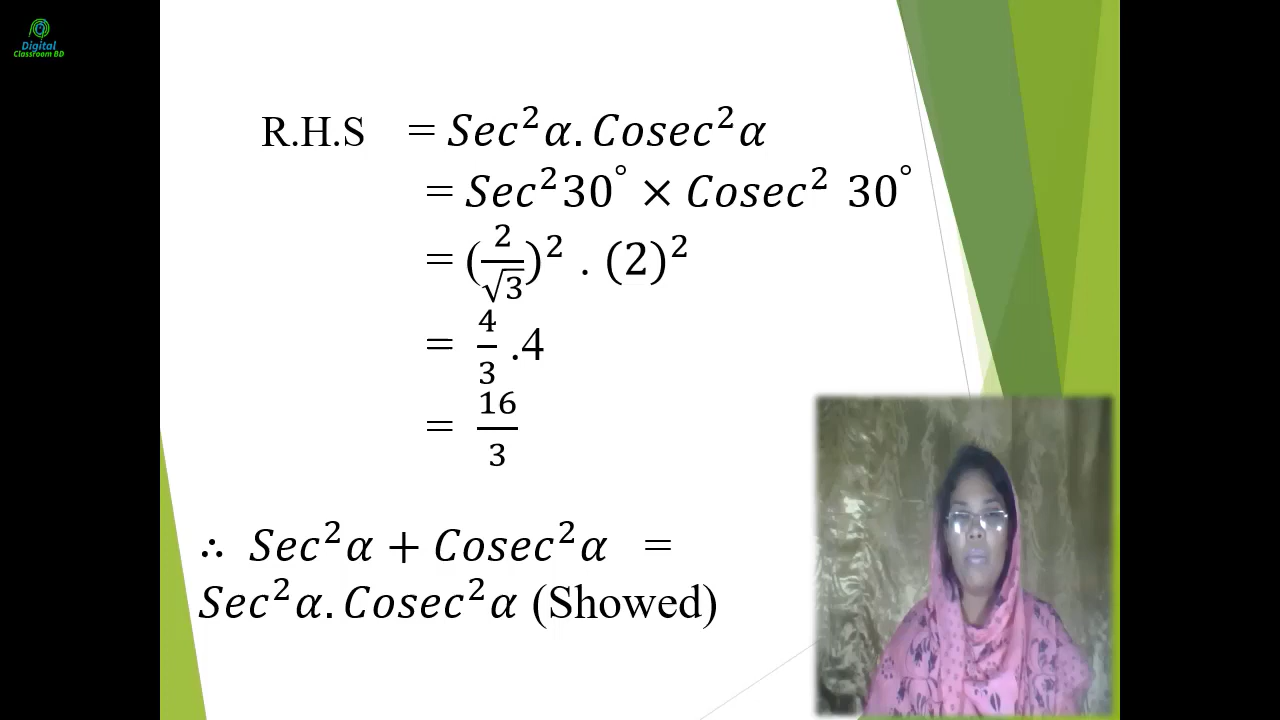 Digital
Classroom BD
R.H.S = Sec²α.Cosec²α
= Sec²30° × Cosec² 30°
= (2/√3)² . (2)²
= 4/3 .4
= 16/3
∴ Sec²α + Cosec²α =
Sec²α.Cosec²α (Showed)